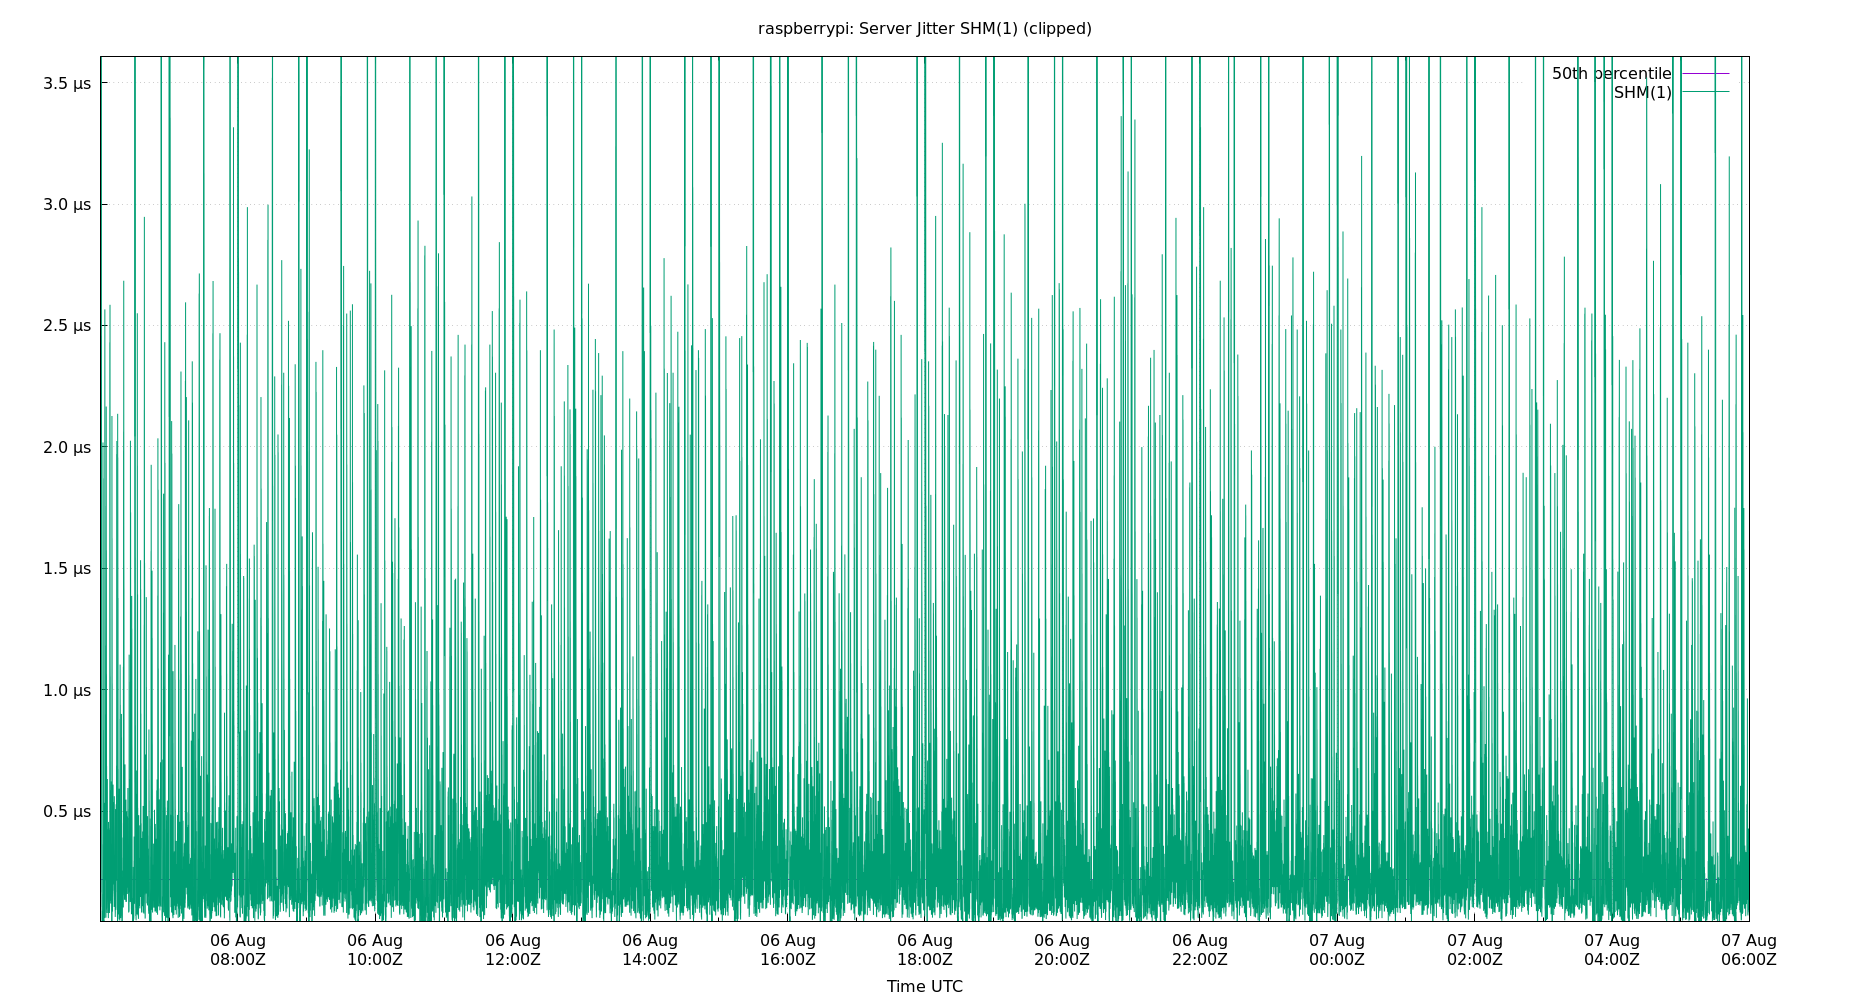 raspberrypi: Server Jitter SHM(1) (clipped)
50th percentile
SHM(1)
3.5 µs
3.0 µs
2.5 µs
2.0 µs
1.5 µs
1.0 µs
0.5 µs
06 Aug 06 Aug 06 Aug 06 Aug 06 Aug 06 Aug 06 Aug 06 Aug 07 Aug 07 Aug 07 Aug 07 Aug
08:00Z 10:00Z 12:00Z 14:00Z 16:00Z 18:00Z 20:00Z 22:00Z 00:00Z 02:00Z 04:00Z 06:00Z
Time UTC